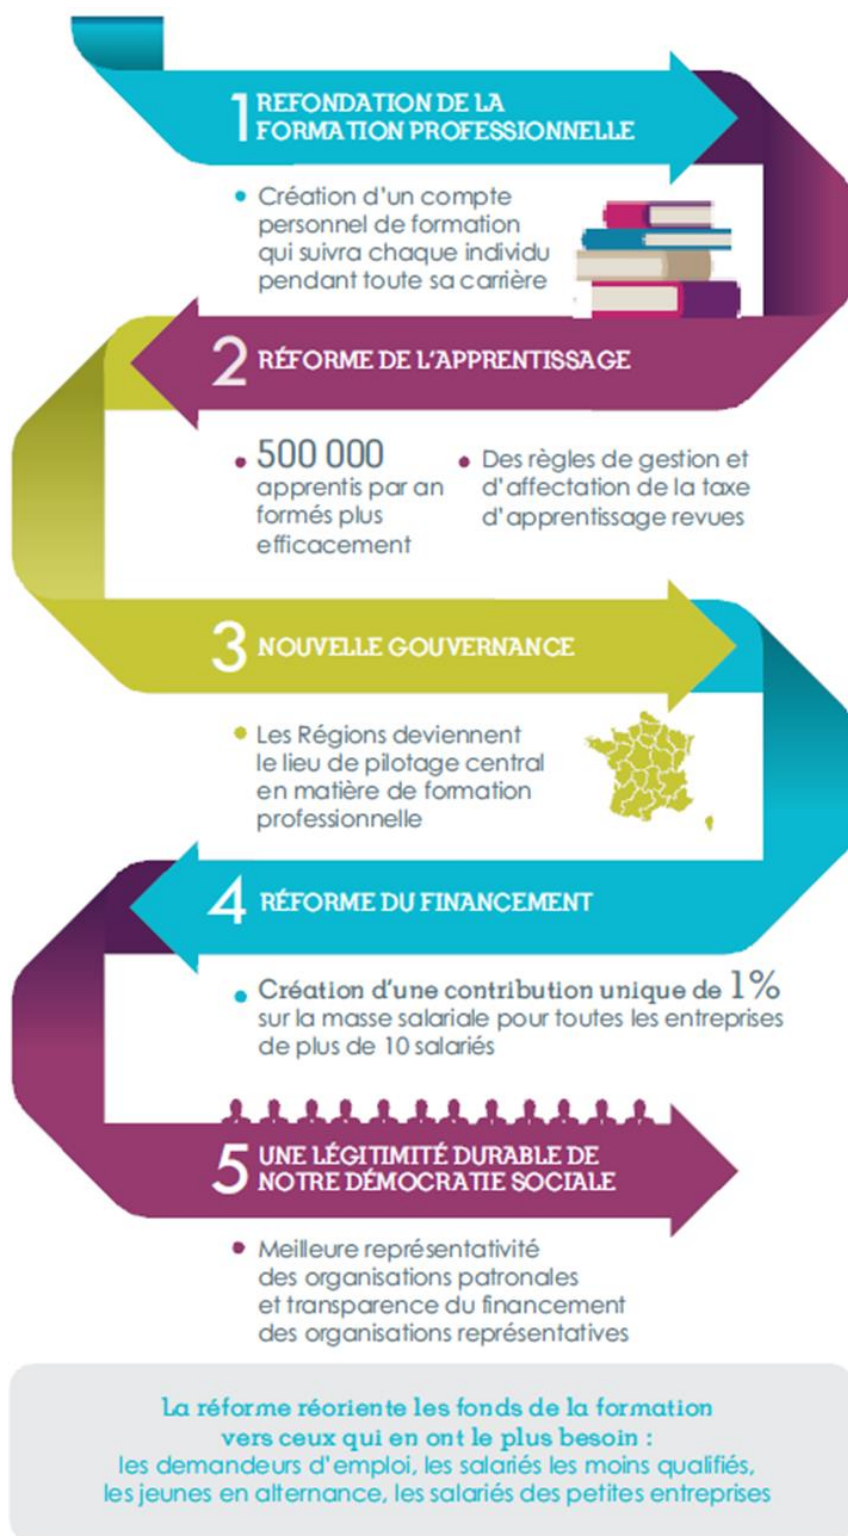 1 REFONDATION DE LA
FORMATION PROFESSIONNELLE
• Création d'un compte
personnel de formation
qui suivra chaque individu
pendant toute sa carrière
2 RÉFORME DE L'APPRENTISSAGE
• 500 000
apprentis par an
formés plus
efficacement
• Des règles de gestion et
d'affectation de la taxe
d'apprentissage revues
3 NOUVELLE GOUVERNANCE
• Les Régions deviennent
le lieu de pilotage central
en matière de formation
professionnelle
4 RÉFORME DU FINANCEMENT
• Création d'une contribution unique de 1%
sur la masse salariale pour toutes les entreprises
de plus de 10 salariés
5 UNE LÉGITIMITÉ DURABLE DE
NOTRE DÉMOCRATIE SOCIALE
• Meilleure représentativité
des organisations patronales
et transparence du financement
des organisations représentatives
La réforme réoriente les fonds de la formation
vers ceux qui en ont le plus besoin :
les demandeurs d'emploi, les salariés les moins qualifiés,
les jeunes en alternance, les salariés des petites entreprises